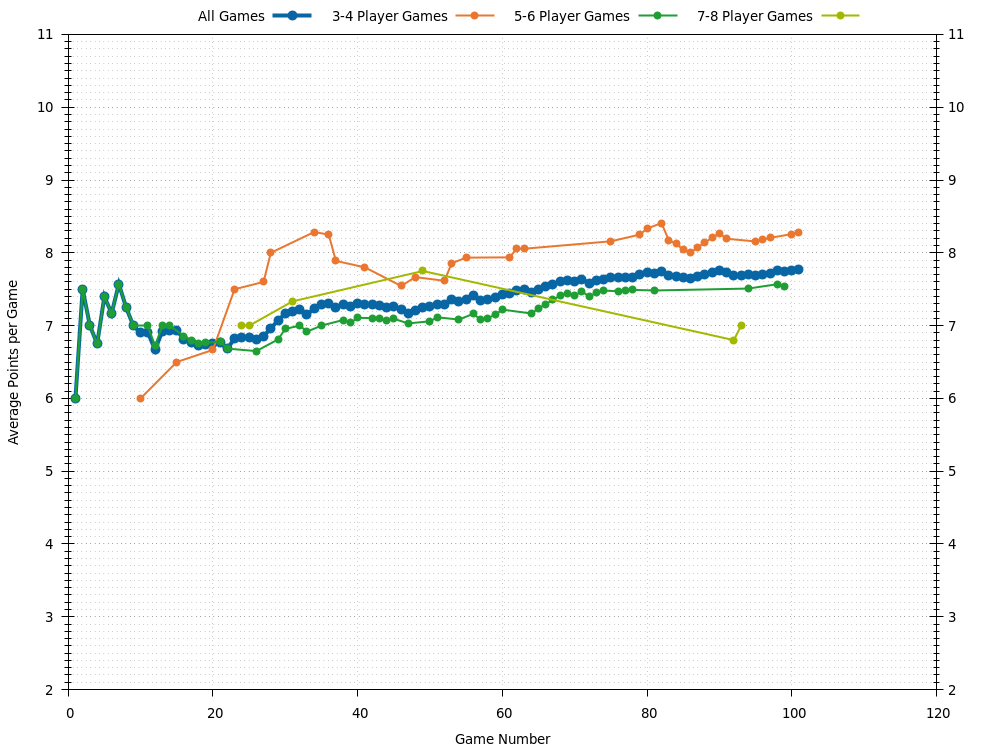 All Games 3-4 Player Games 5-6 Player Games 7-8 Player Games
11 11
10 10
9 9
8 8
7 7
6 6
5 5
4 4
3 3
2 2
0 20 40 60 80 100 120
Average Points per Game
Game Number